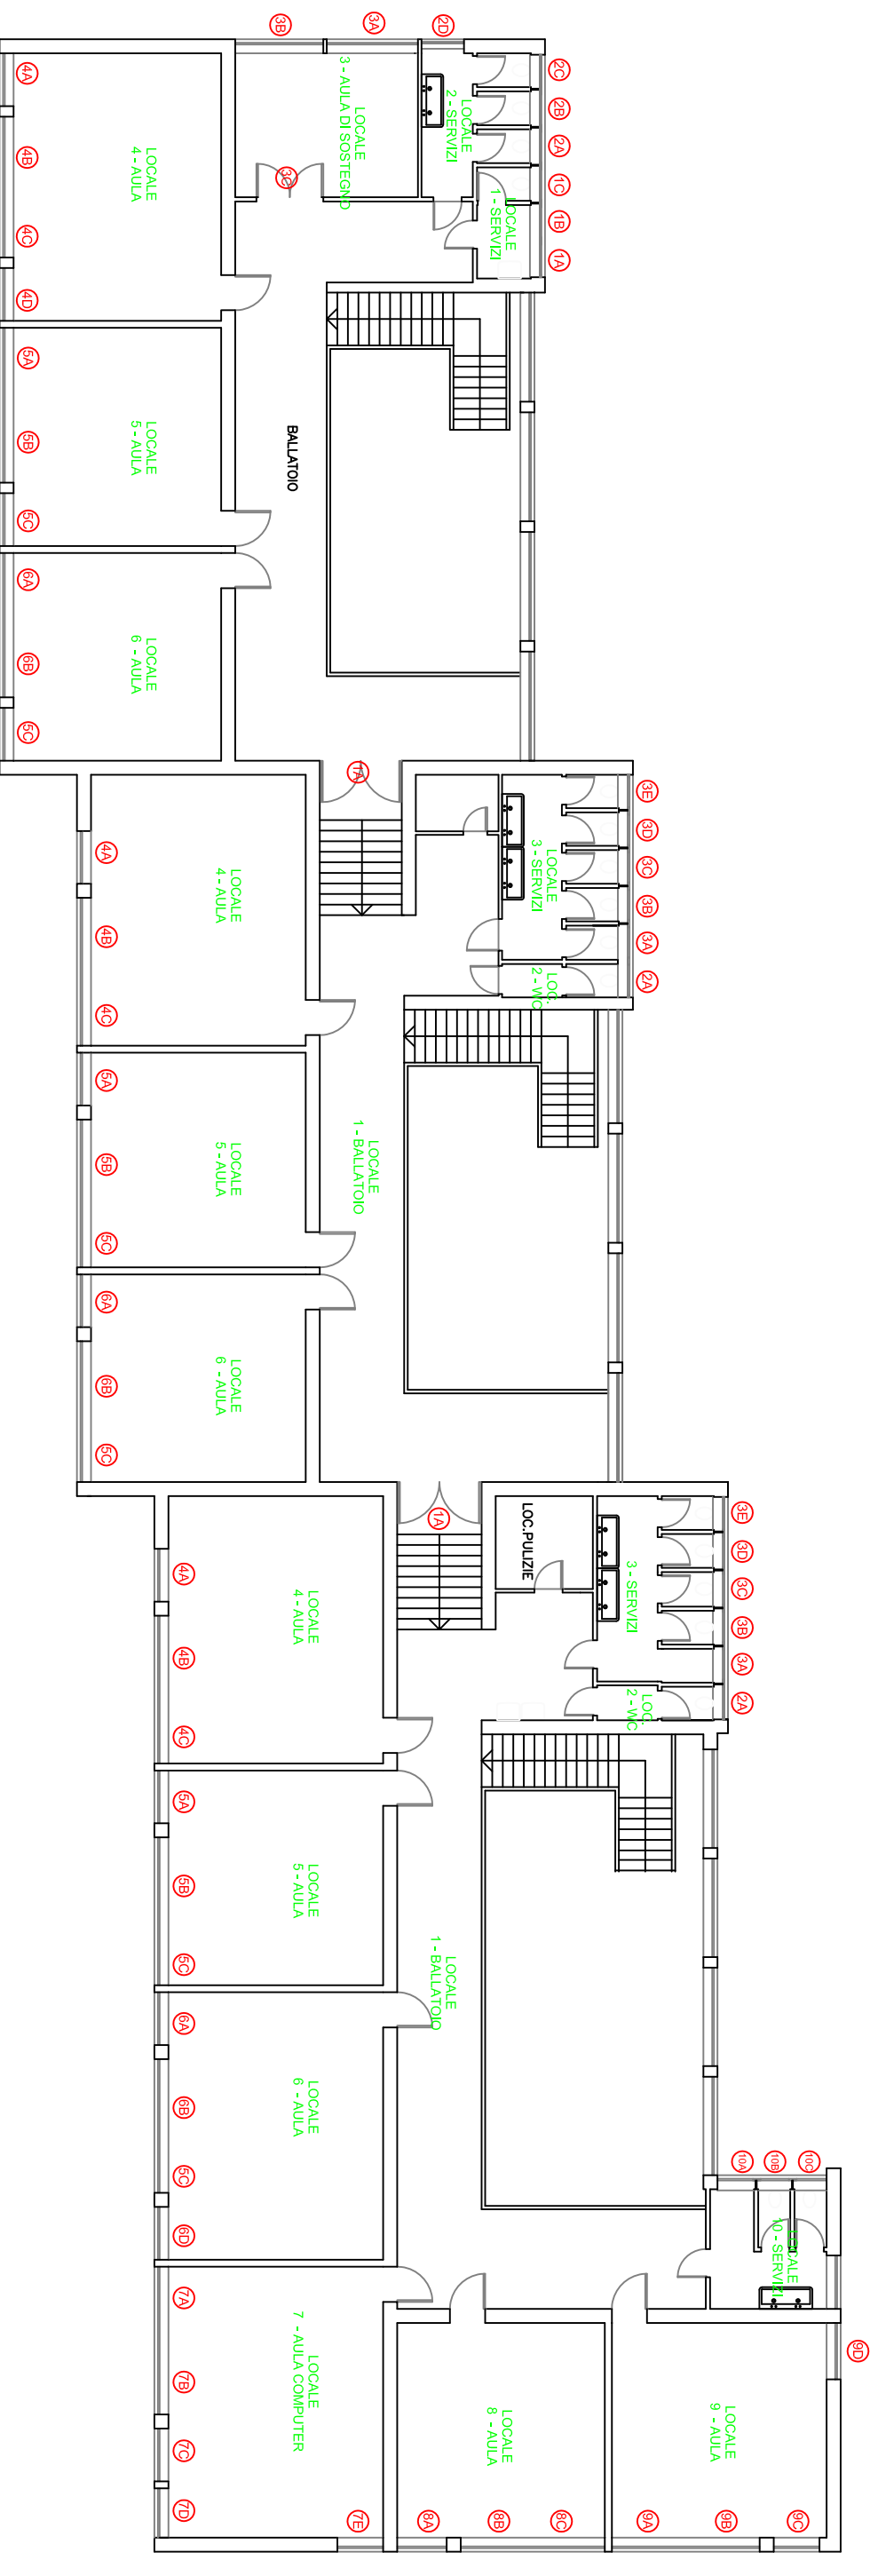 3B
3A
2D
2C
2B
2A
1C
1B
1A
4A
4B
4C
4D
3C
LOCALE
3 - AULA DI SOSTEGNO
LOCALE
2 - SERVIZI
LOCALE
1 - SERVIZI
LOCALE
4 - AULA
5A
5B
5C
LOCALE
5 - AULA
BALLATOIO
6A
6B
5C
LOCALE
6 - AULA
1A
3E
3D
3C
3B
3A
2A
LOCALE
3 - SERVIZI
LOC.
2 - WC
4A
4B
4C
LOCALE
4 - AULA
5A
5B
5C
LOCALE
5 - AULA
LOCALE
1 - BALLATOIO
6A
6B
5C
LOCALE
6 - AULA
1A
LOC.PULIZIE
3E
3D
3C
3B
3A
2A
3 - SERVIZI
LOC.
2 - WC
4A
4B
4C
LOCALE
4 - AULA
5A
5B
5C
LOCALE
5 - AULA
LOCALE
1 - BALLATOIO
6A
6B
5C
6D
LOCALE
6 - AULA
10A
10B
10C
LOCALE
10 - SERVIZI
7A
7B
7C
7D
7E
LOCALE
7 - AULA COMPUTER
8A
8B
8C
LOCALE
8 - AULA
9A
9B
9C
9D
LOCALE
9 - AULA